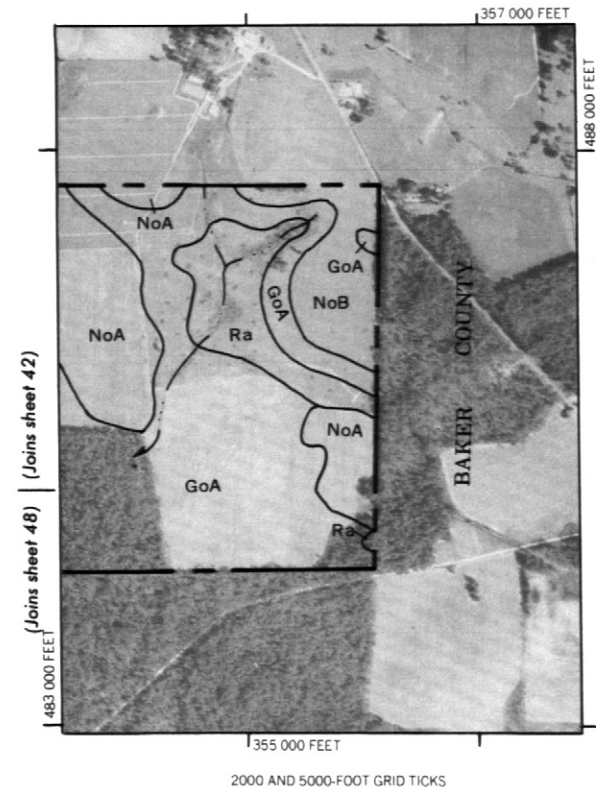 357 000 FEET
488 000 FEET
NoA
GoA
NoB
GoA
NoA
Ra
BAKER COUNTY
NoA
GoA
Ra
(Joins sheet 42)
(Joins sheet 48)
483 000 FEET
355 000 FEET
2000 AND 5000-FOOT GRID TICKS